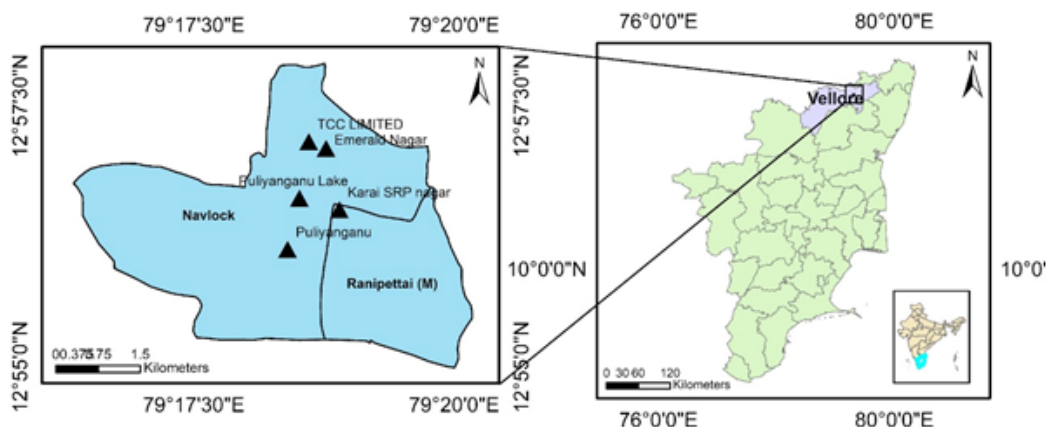 79°17'30"E 79°20'0"E
76°0'0"E 80°0'0"E
12°57'30"N
N
TCC LIMITED
Emerald Nagar
Puliyanganu Lake
Karai SRP nagar
Navlock
Puliyanganu
Ranipettai (M)
1.5
Kilometers
12°55'0"N
79°17'30"E 79°20'0"E
12°57'30"N
N
Vellore
10°0'0"N
10°0'
0 30 60 120
Kilometers
12°55'0"N
76°0'0"E 80°0'0"E